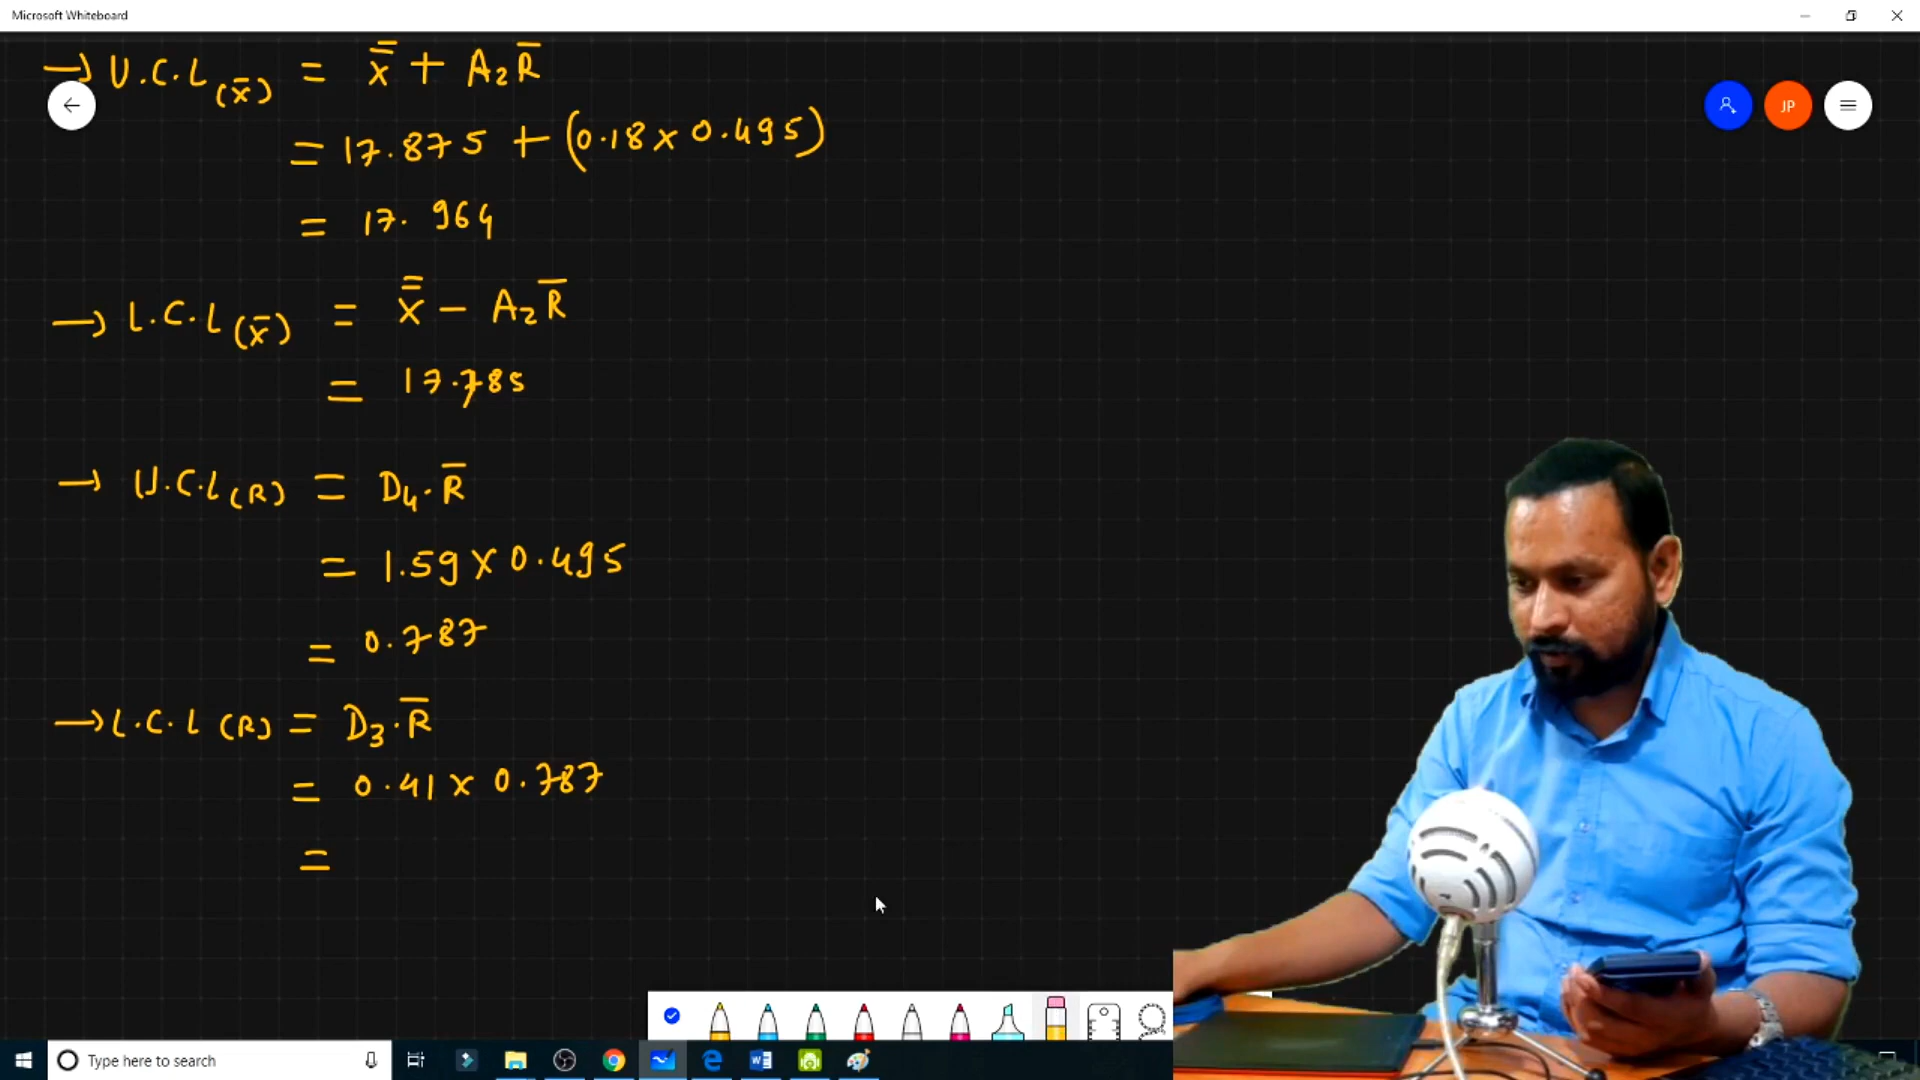 Microsoft Whiteboard
→ U.C.L (x̄) = x̿ + A₂R̄
= 17.875 + (0.18 x 0.495)
= 17.964
→ L.C.L (x̄) = x̿ − A₂R̄
= 17.785
→ U.C.L (R) = D₄.R̄
= 1.59 x 0.495
= 0.787
→ L.C.L (R) = D₃.R̄
= 0.41 x 0.787
=
JP
Type here to search